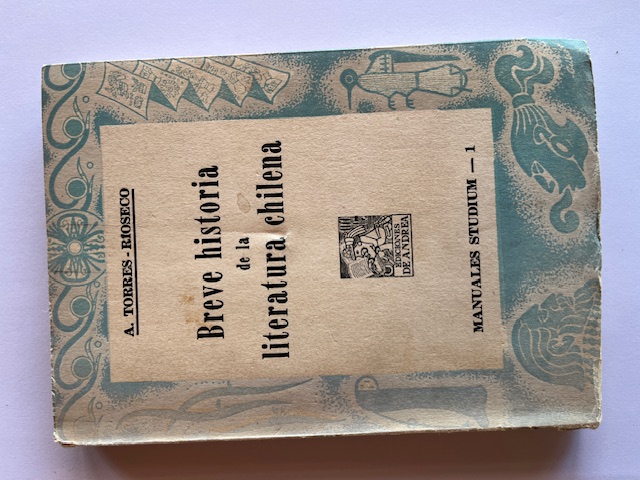 A. TORRES - RIOSECO
Breve historia
de la
literatura chilena
EDICIONES
DE ANDREA
MANUALES STUDIUM — 1